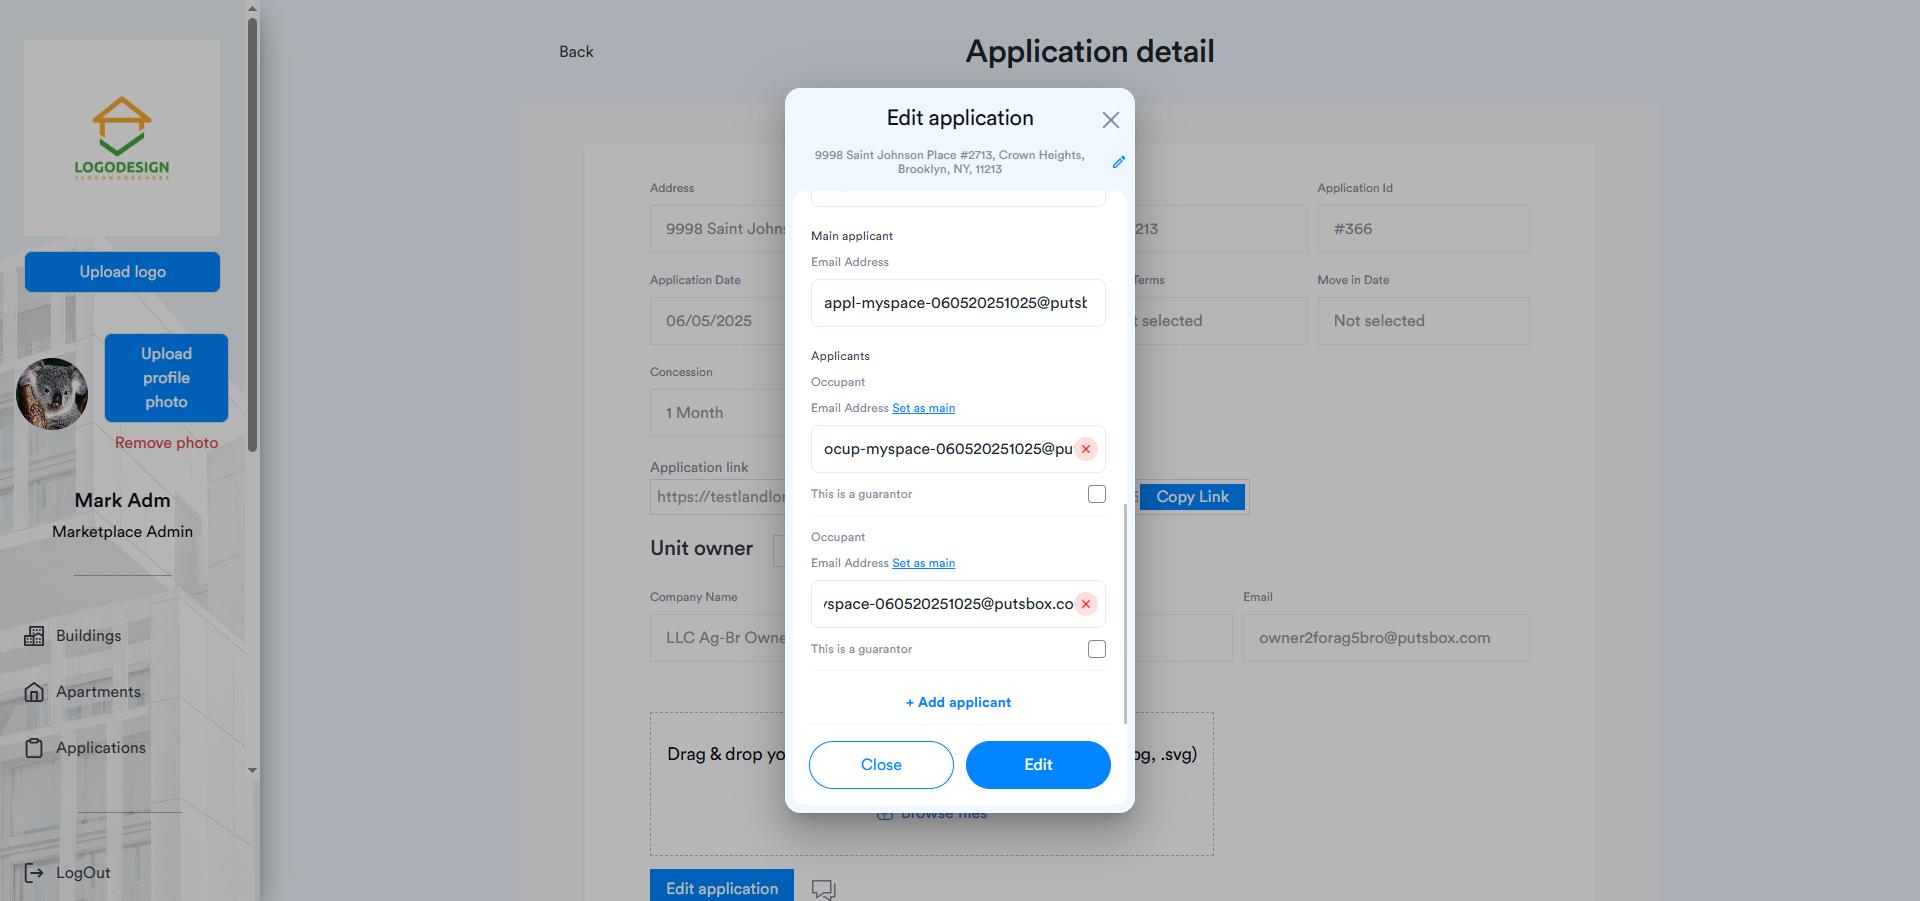 LOGODESIGN
SLOGAN GOES HERE
Upload logo
Upload
profile
photo
Remove photo
Mark Adm
Marketplace Admin
Buildings
Apartments
Applications
LogOut
Back
Application detail
Address
9998 Saint Johns
213
Application Id
#366
Application Date
06/05/2025
Terms
selected
Move in Date
Not selected
Concession
1 Month
Application link
https://testlandlo
Copy Link
Unit owner
Company Name
LLC Ag-Br Owne
Email
owner2forag5bro@putsbox.com
Drag & drop yo
pg, .svg)
Browse files
Edit application
Edit application
9998 Saint Johnson Place #2713, Crown Heights,
Brooklyn, NY, 11213
Main applicant
Email Address
appl-myspace-060520251025@putsb
Applicants
Occupant
Email Address Set as main
ocup-myspace-060520251025@pu
This is a guarantor
Occupant
Email Address Set as main
yspace-060520251025@putsbox.co
This is a guarantor
+ Add applicant
Close
Edit